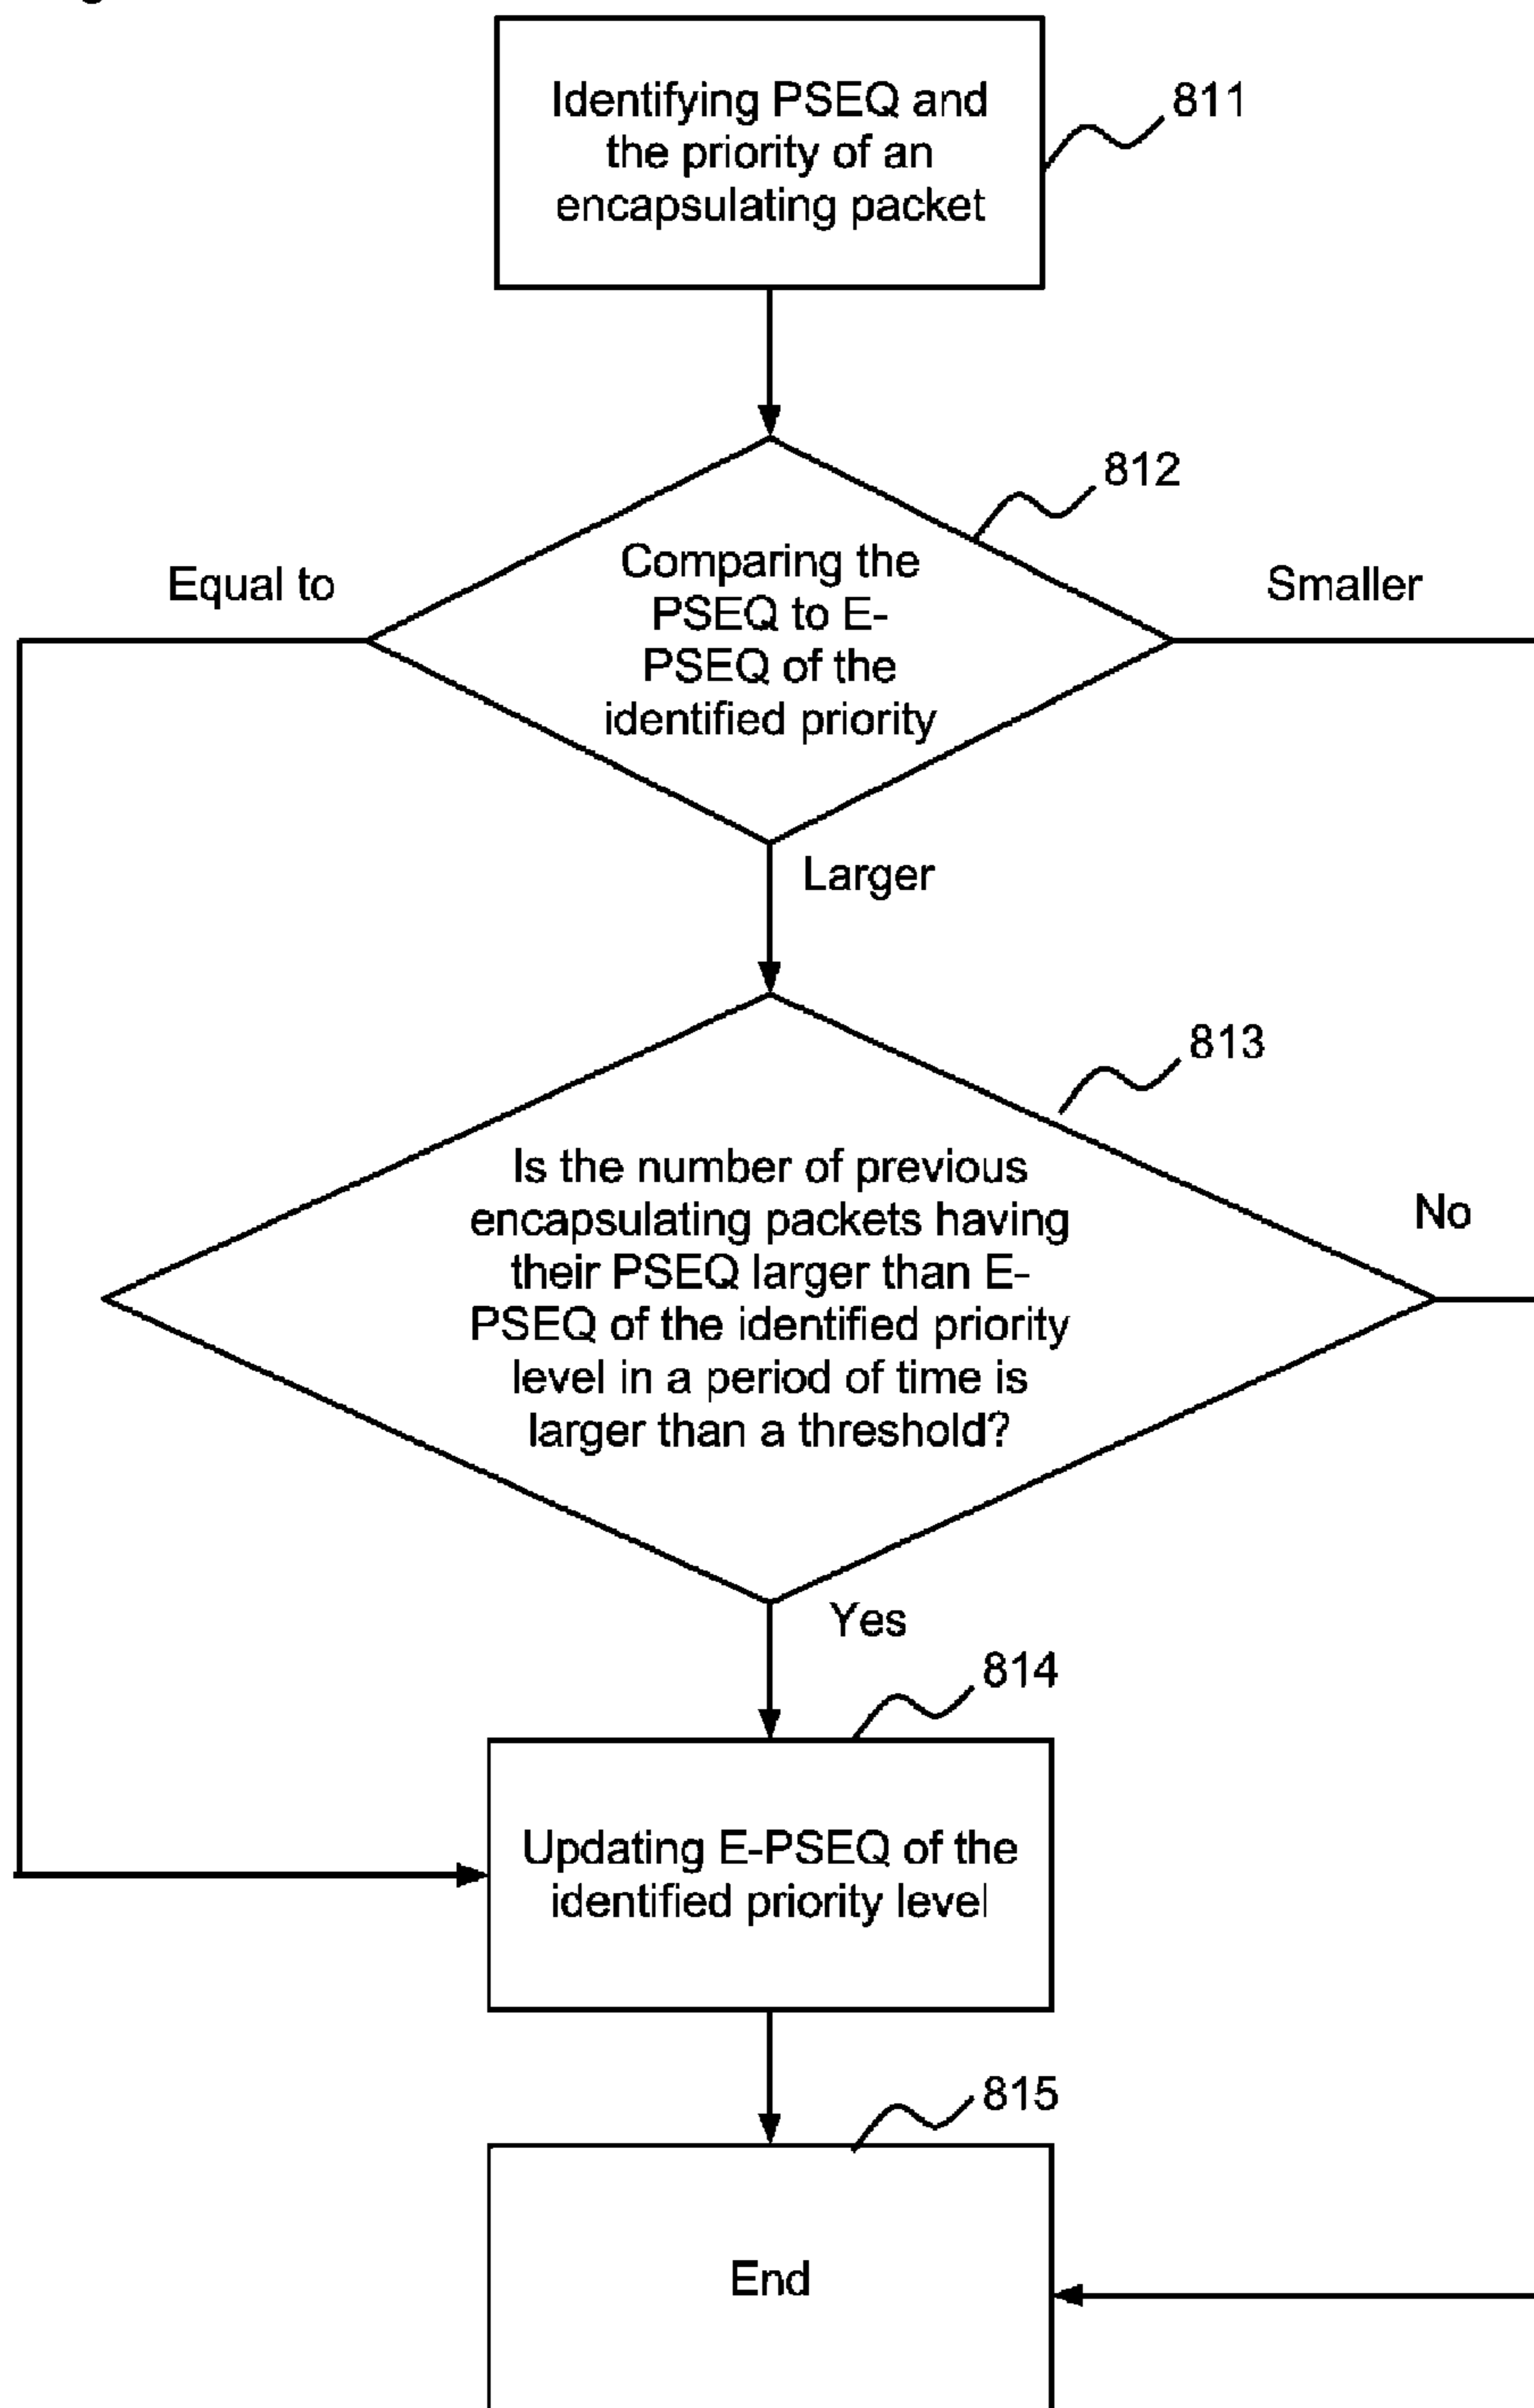 Identifying PSEQ and
the priority of an
encapsulating packet
811
812
Comparing the
PSEQ to E-
PSEQ of the
identified priority
Equal to
Smaller
Larger
813
Is the number of previous
encapsulating packets having
their PSEQ larger than E-
PSEQ of the identified priority
level in a period of time is
larger than a threshold?
No
Yes
814
Updating E-PSEQ of the
identified priority level
815
End